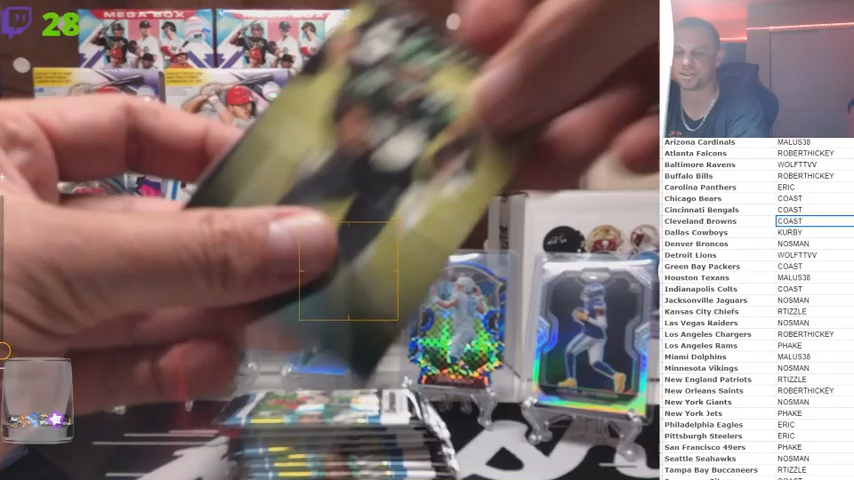 28
MEGA BOX
Arizona Cardinals MALUS38
Atlanta Falcons ROBERTHICKEY
Baltimore Ravens WOLFTTVV
Buffalo Bills ROBERTHICKEY
Carolina Panthers ERIC
Chicago Bears COAST
Cincinnati Bengals COAST
Cleveland Browns COAST
Dallas Cowboys KURBY
Denver Broncos NOSMAN
Detroit Lions WOLFTTVV
Green Bay Packers COAST
Houston Texans MALUS38
Indianapolis Colts COAST
Jacksonville Jaguars NOSMAN
Kansas City Chiefs RTIZZLE
Las Vegas Raiders NOSMAN
Los Angeles Chargers ROBERTHICKEY
Los Angeles Rams PHAKE
Miami Dolphins MALUS38
Minnesota Vikings NOSMAN
New England Patriots RTIZZLE
New Orleans Saints ROBERTHICKEY
New York Giants NOSMAN
New York Jets PHAKE
Philadelphia Eagles ERIC
Pittsburgh Steelers ERIC
San Francisco 49ers PHAKE
Seattle Seahawks NOSMAN
Tampa Bay Buccaneers RTIZZLE